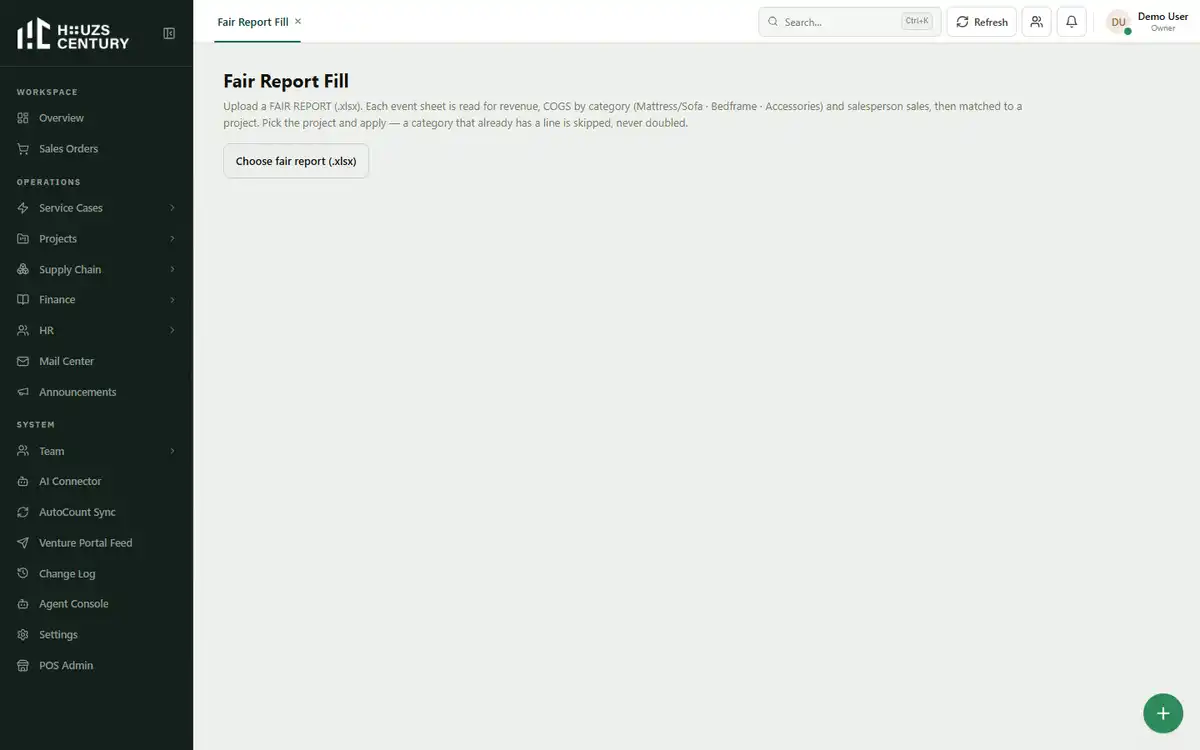 HOUZS
CENTURY
WORKSPACE
Overview
Sales Orders
OPERATIONS
Service Cases
Projects
Supply Chain
Finance
HR
Mail Center
Announcements
SYSTEM
Team
AI Connector
AutoCount Sync
Venture Portal Feed
Change Log
Agent Console
Settings
POS Admin
Fair Report Fill ×
Search...
Ctrl+K
Refresh
DU
Demo User
Owner
Fair Report Fill
Upload a FAIR REPORT (.xlsx). Each event sheet is read for revenue, COGS by category (Mattress/Sofa · Bedframe · Accessories) and salesperson sales, then matched to a
project. Pick the project and apply — a category that already has a line is skipped, never doubled.
Choose fair report (.xlsx)